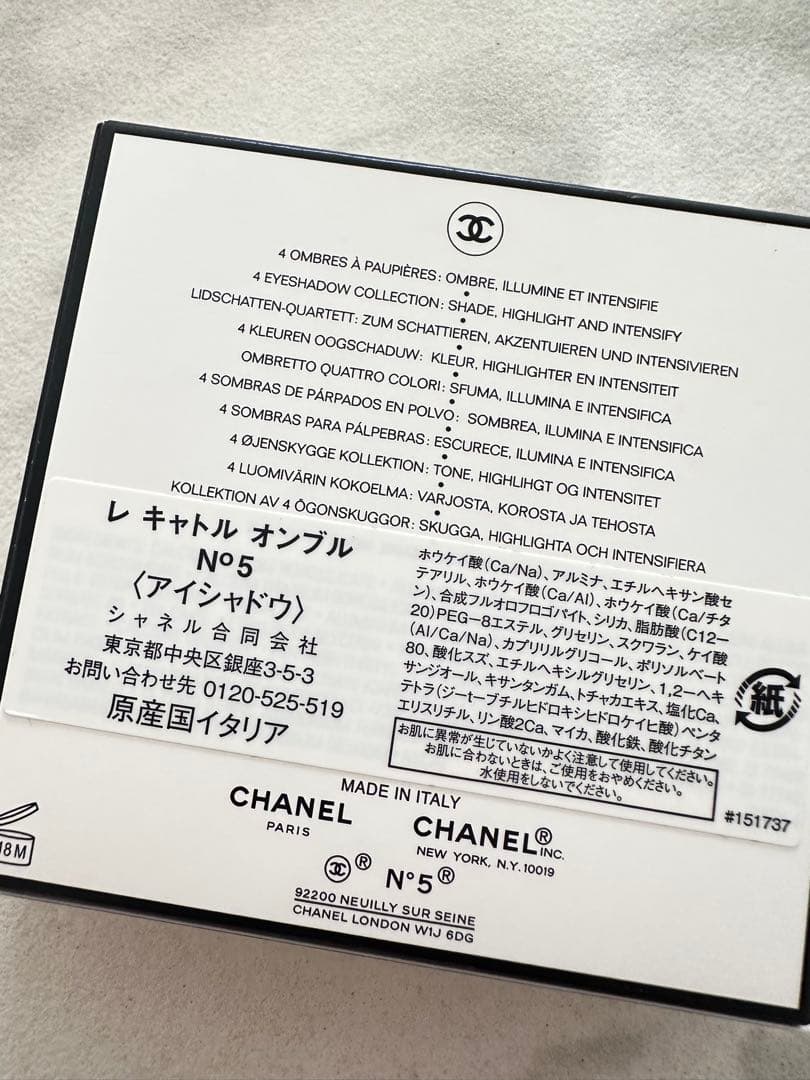 4 OMBRES À PAUPIÈRES: OMBRE, ILLUMINE ET INTENSIFIE
4 EYESHADOW COLLECTION: SHADE, HIGHLIGHT AND INTENSIFY
LIDSCHATTEN-QUARTETT: ZUM SCHATTIEREN, AKZENTUIEREN UND INTENSIVIEREN
4 KLEUREN OOGSCHADUW: KLEUR, HIGHLIGHTER EN INTENSITEIT
OMBRETTO QUATTRO COLORI: SFUMA, ILLUMINA E INTENSIFICA
4 SOMBRAS DE PÁRPADOS EN POLVO: SOMBREA, ILUMINA E INTENSIFICA
4 SOMBRAS PARA PÁLPEBRAS: ESCURECE, ILUMINA E INTENSIFICA
4 ØJENSKYGGE KOLLEKTION: TONE, HIGHLIHGT OG INTENSITET
4 LUOMIVÄRIN KOKOELMA: VARJOSTA, KOROSTA JA TEHOSTA
KOLLEKTION AV 4 ÖGONSKUGGOR: SKUGGA, HIGHLIGHTA OCH INTENSIFIERA
レ キャトル オンブル
N°5
〈アイシャドウ〉
シャネル合同会社
東京都中央区銀座3-5-3
お問い合わせ先 0120-525-519
原産国イタリア
ホウケイ酸(Ca/Na)、アルミナ、エチルヘキサン酸セ
テアリル、ホウケイ酸(Ca/Al)、ホウケイ酸(Ca/チタ
ン)、合成フルオロフロゴパイト、シリカ、脂肪酸(C12-
20)PEG-8エステル、グリセリン、スクワラン、ケイ酸
(Al/Ca/Na)、カプリリルグリコール、ポリソルベート
80、酸化スズ、エチルヘキシルグリセリン、1,2-ヘキ
サンジオール、キサンタンガム、トチャカエキス、塩化Ca、
テトラ(ジ-t-ブチルヒドロキシヒドロケイヒ酸)ペンタ
エリスリチル、リン酸2Ca、マイカ、酸化鉄、酸化チタン
お肌に異常が生じていないかよく注意して使用してください。
お肌に合わないときは、ご使用をおやめください。
水使用をしないでください。
紙
#151737
MADE IN ITALY
CHANEL
PARIS
CHANEL® INC.
NEW YORK, N.Y. 10019
® N°5®
92200 NEUILLY SUR SEINE
CHANEL LONDON W1J 6DG
18M